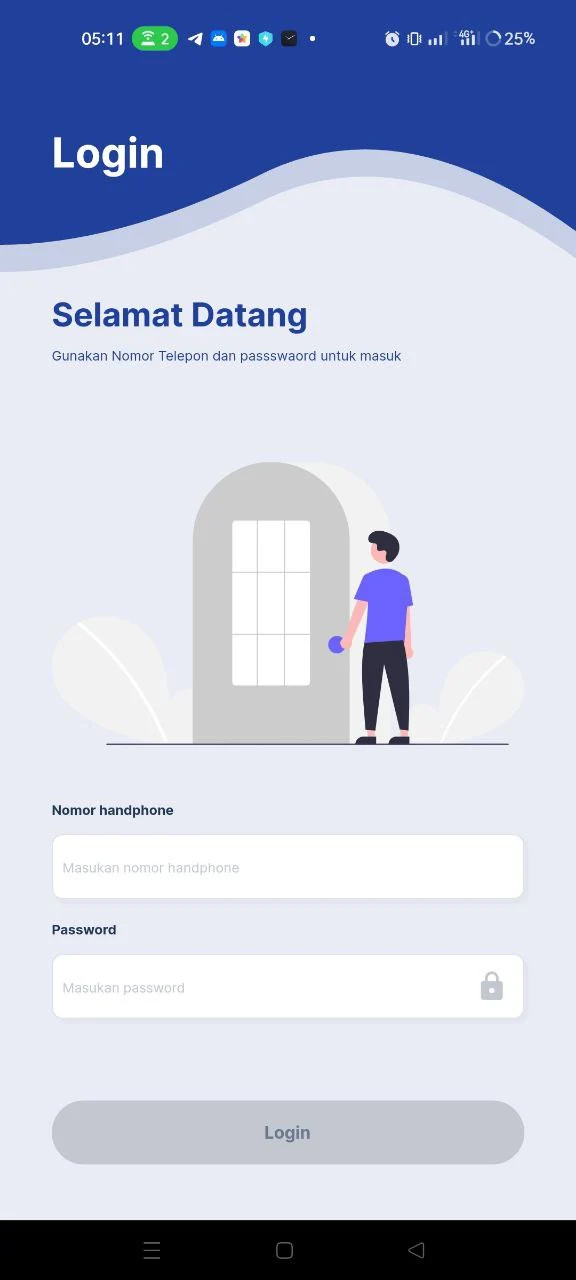 05:11 2 4G+ 25%
Login
Selamat Datang
Gunakan Nomor Telepon dan passswaord untuk masuk
Nomor handphone
Masukan nomor handphone
Password
Masukan password
Login